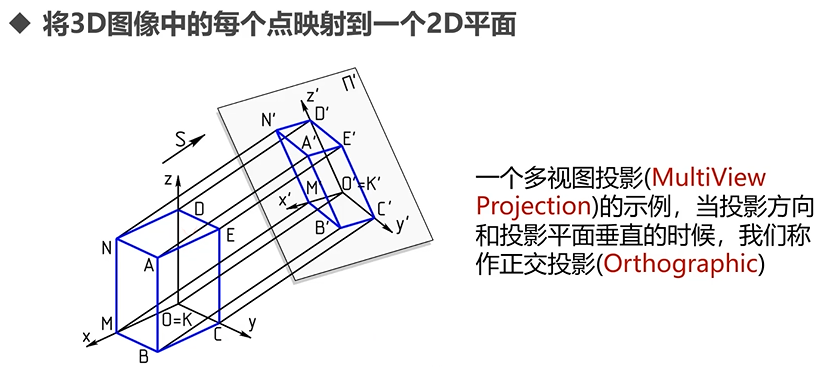 ◆ 将3D图像中的每个点映射到一个2D平面
Π'
z'
N' D'
S
A' E'
z
M O'=K'
x'
D
C'
B' y'
E
N
A
M O=K
x C y
B
一个多视图投影(MultiView
Projection)的示例，当投影方向
和投影平面垂直的时候，我们称
作正交投影(Orthographic)